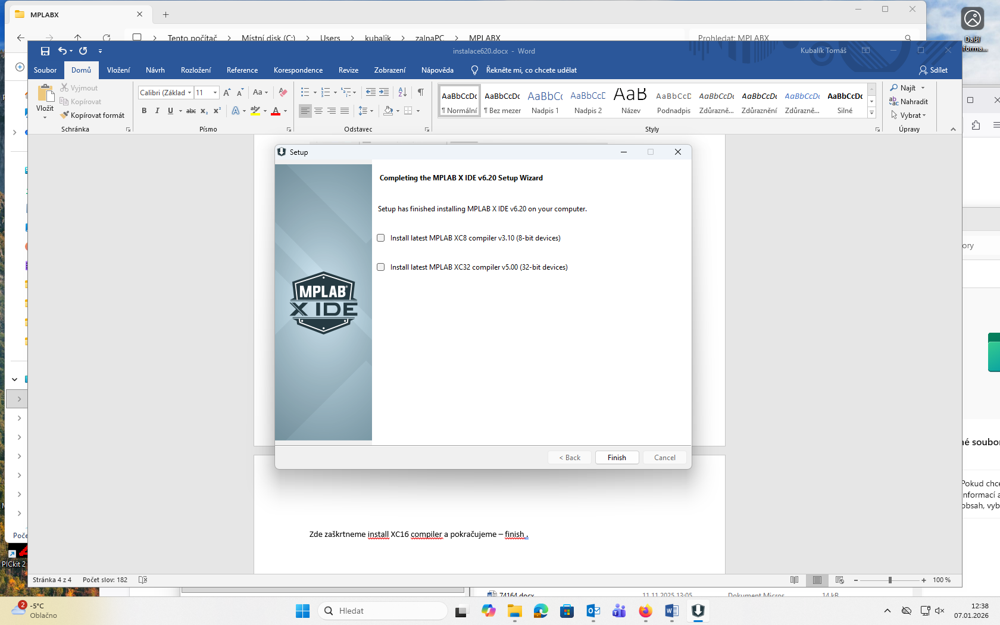 MPLABX
Tento počítač > Místní disk (C:) > Users > kubalik > zalnaPC > MPLABX
Prohledat: MPLABX
Další
forma...
instalace620.docx - Word
Kubalík Tomáš
Soubor Domů Vložení Návrh Rozložení Reference Korespondence Revize Zobrazení Nápověda Řekněte mi, co chcete udělat Sdílet
Vložit
Vyjmout
Kopírovat
Kopírovat formát
Schránka
Calibri (Základ 11
Písmo
Odstavec
AaBbCcDc AaBbCcDc AaBbCc AaBbCcD AaB AaBbCcD AaBbCcDc AaBbCcDc AaBbCcDc AaBbCcDc
¶ Normální ¶ Bez mezer Nadpis 1 Nadpis 2 Název Podnadpis Zdůrazně... Zdůraznění Zdůrazně... Silné
Styly
Najít
Nahradit
Vybrat
Úpravy
Setup
Completing the MPLAB X IDE v6.20 Setup Wizard
Setup has finished installing MPLAB X IDE v6.20 on your computer.
Install latest MPLAB XC8 compiler v3.10 (8-bit devices)
Install latest MPLAB XC32 compiler v5.00 (32-bit devices)
MPLAB®
X IDE
< Back Finish Cancel
Zde zaškrtneme install XC16 compiler a pokračujeme – finish .
ory
né soubor
Pokud chce
nformací a
obsah, vyb
Poče
PICkit 2
Stránka 4 z 4 Počet slov: 182
100 %
74164.docx 11.11.2025 13:05 Dokument Micros... 14 kB
2
-5°C
Oblačno
Hledat
12:38
07.01.2026